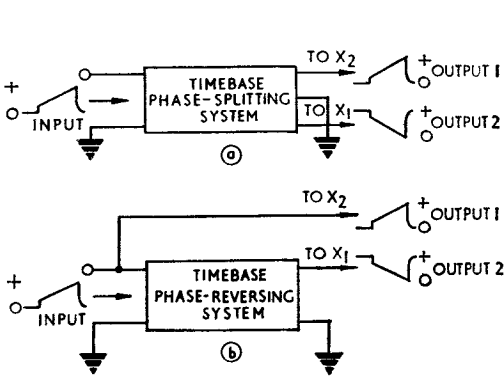 TO X2
+ OUTPUT 1
+
TIMEBASE
PHASE-SPLITTING
SYSTEM
INPUT
TO X1
+ OUTPUT 2
a
TO X2
+ OUTPUT 1
+
TIMEBASE
PHASE-REVERSING
SYSTEM
INPUT
TO X1
+ OUTPUT 2
b